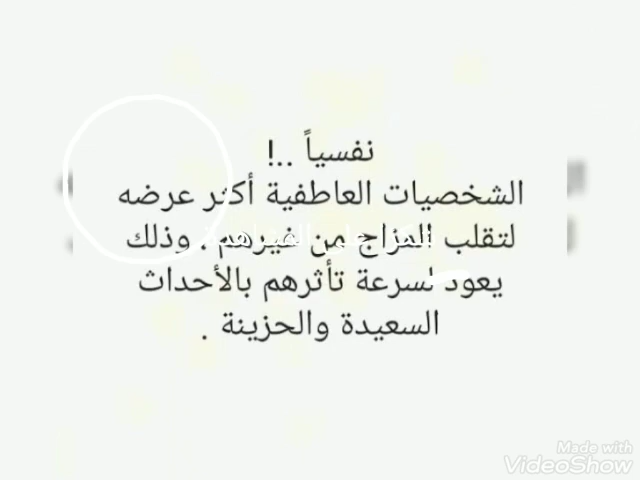 نفسياً ..!
الشخصيات العاطفية أكثر عرضه
لتقلب المزاج من غيرهم . وذلك
يعود لسرعة تأثرهم بالأحداث
السعيدة والحزينة .
Made with
VideoShow